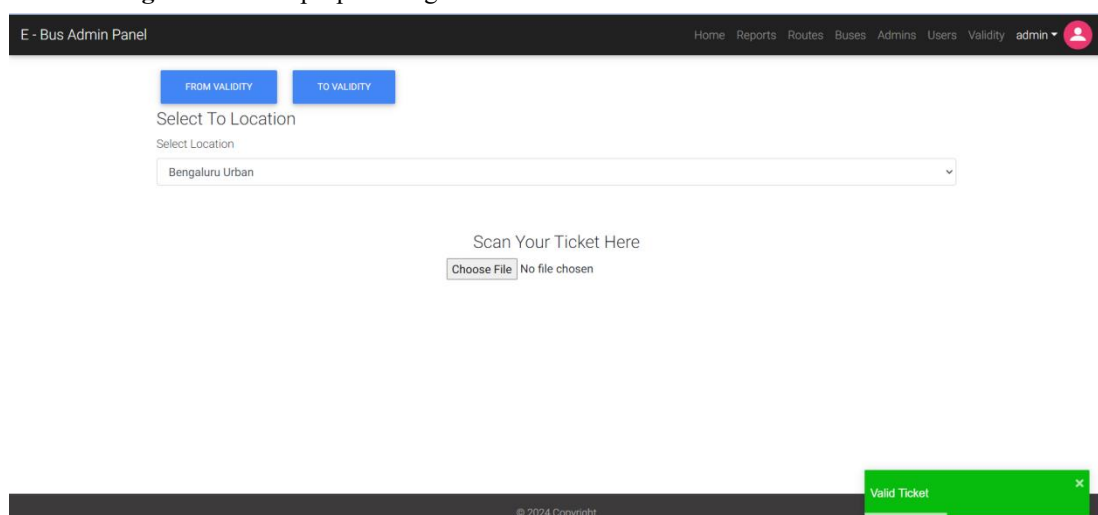 E - Bus Admin Panel
Home Reports Routes Buses Admins Users Validity admin
FROM VALIDITY TO VALIDITY
Select To Location
Select Location
Bengaluru Urban
Scan Your Ticket Here
Choose File No file chosen
Valid Ticket ×
© 2024 Copyright